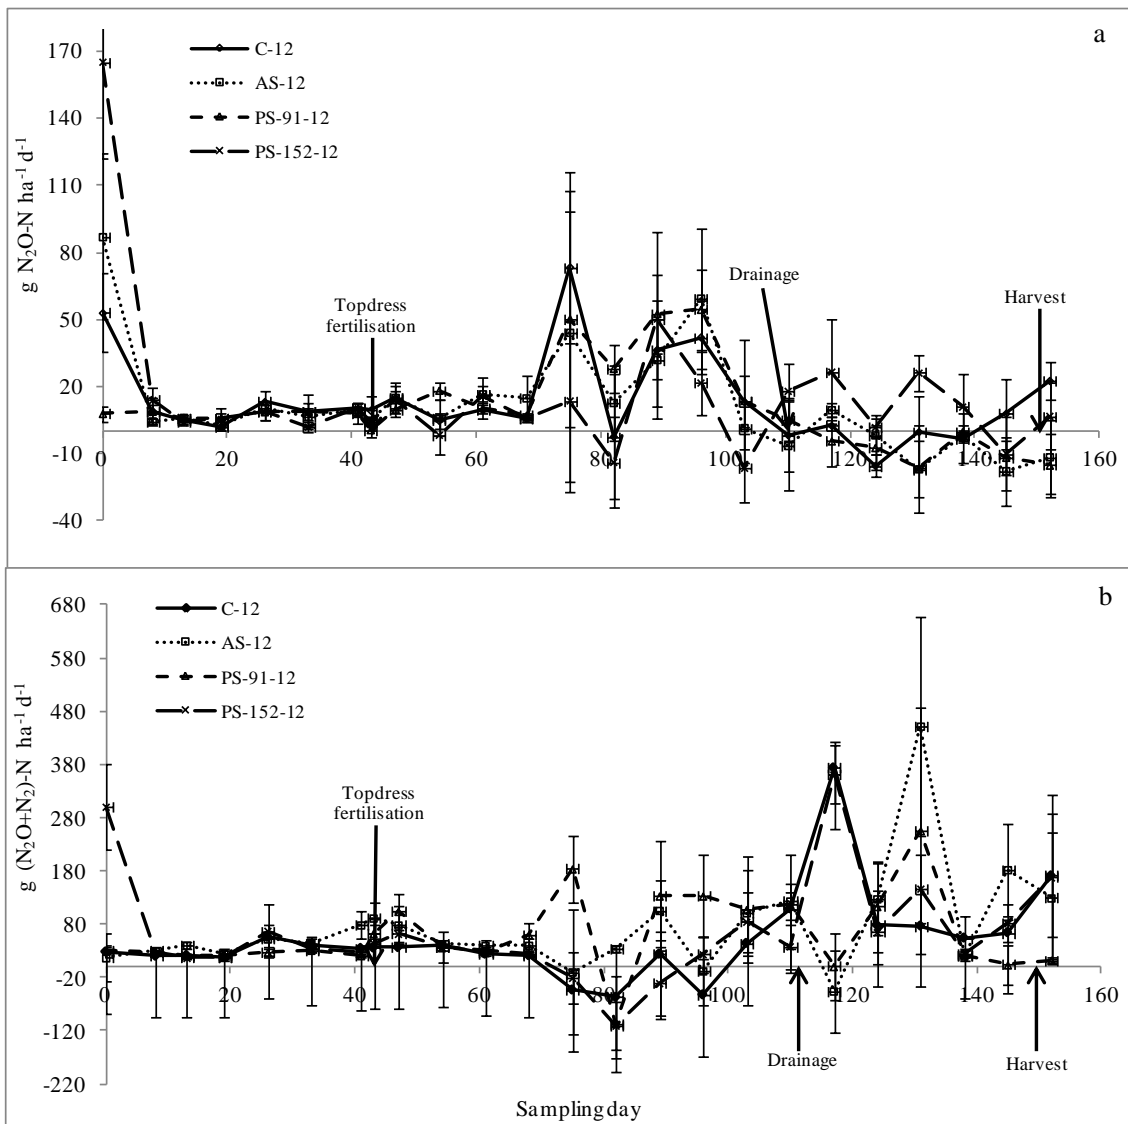 a
170
140
110
80
50
20
-10
-40
g N₂O-N ha⁻¹ d⁻¹
C-12
AS-12
PS-91-12
PS-152-12
Topdress
fertilisation
Drainage
Harvest
0 20 40 60 80 100 120 140 160
b
680
580
480
380
280
180
80
-20
-120
-220
g (N₂O+N₂)-N ha⁻¹ d⁻¹
C-12
AS-12
PS-91-12
PS-152-12
Topdress
fertilisation
Drainage
Harvest
0 20 40 60 80 100 120 140 160
Sampling day